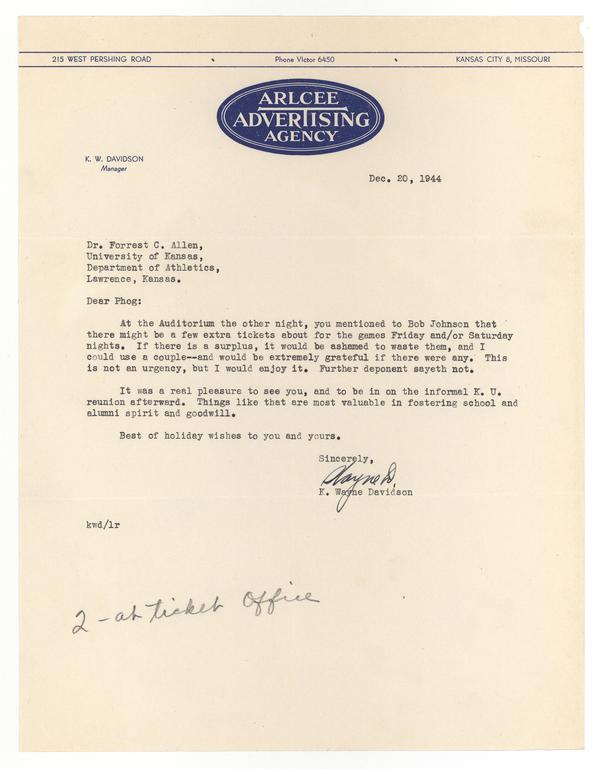 215 WEST PERSHING ROAD • Phone VIctor 6450 • KANSAS CITY 8, MISSOURI
ARLCEE
ADVERTISING
AGENCY
K. W. DAVIDSON
Manager
Dec. 20, 1944
Dr. Forrest C. Allen,
University of Kansas,
Department of Athletics,
Lawrence, Kansas.
Dear Phog:
At the Auditorium the other night, you mentioned to Bob Johnson that
there might be a few extra tickets about for the games Friday and/or Saturday
nights. If there is a surplus, it would be ashamed to waste them, and I
could use a couple--and would be extremely grateful if there were any. This
is not an urgency, but I would enjoy it. Further deponent sayeth not.
It was a real pleasure to see you, and to be in on the informal K. U.
reunion afterward. Things like that are most valuable in fostering school and
alumni spirit and goodwill.
Best of holiday wishes to you and yours.
Sincerely,
Wayne D.
K. Wayne Davidson
kwd/lr
2 - at ticket office